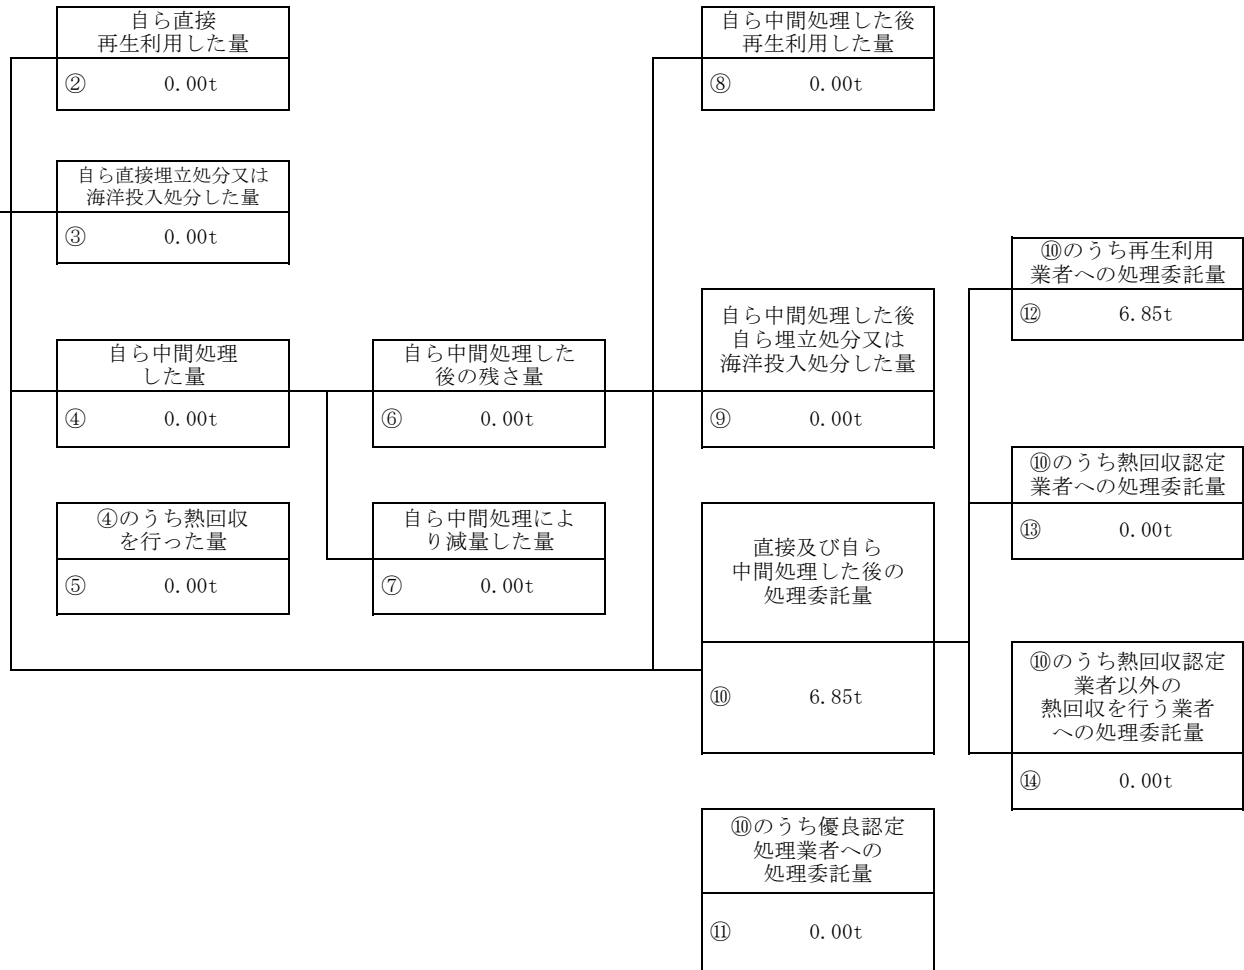 自ら直接
再生利用した量
② 0.00t
自ら直接埋立処分又は
海洋投入処分した量
③ 0.00t
自ら中間処理
した量
④ 0.00t
④のうち熱回収
を行った量
⑤ 0.00t
自ら中間処理した
後の残さ量
⑥ 0.00t
自ら中間処理によ
り減量した量
⑦ 0.00t
自ら中間処理した後
再生利用した量
⑧ 0.00t
自ら中間処理した後
自ら埋立処分又は
海洋投入処分した量
⑨ 0.00t
直接及び自ら
中間処理した後の
処理委託量
⑩ 6.85t
⑩のうち優良認定
処理業者への
処理委託量
⑪ 0.00t
⑩のうち再生利用
業者への処理委託量
⑫ 6.85t
⑩のうち熱回収認定
業者への処理委託量
⑬ 0.00t
⑩のうち熱回収認定
業者以外の
熱回収を行う業者
への処理委託量
⑭ 0.00t